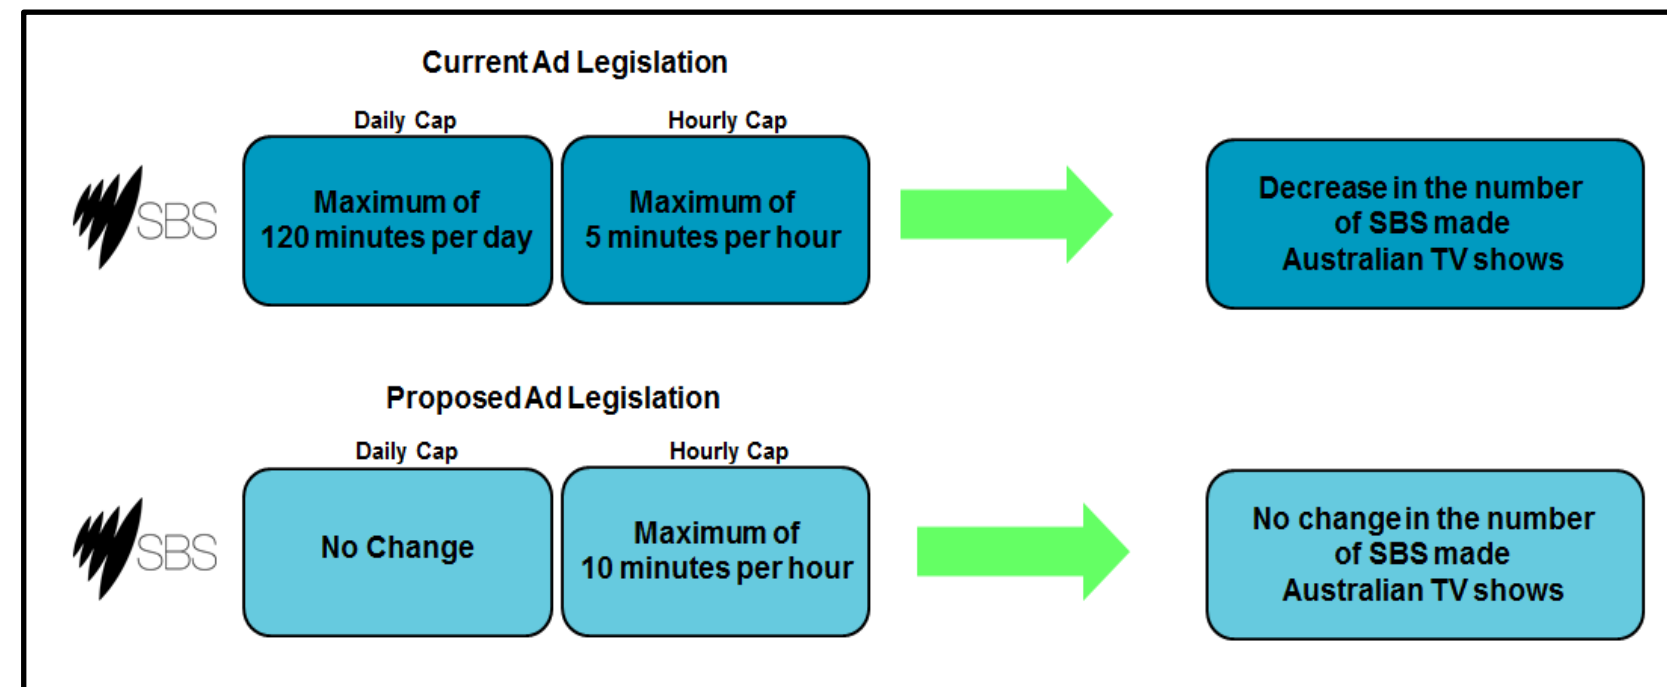 Current Ad Legislation
Daily Cap
Hourly Cap
SBS
Maximum of
120 minutes per day
Maximum of
5 minutes per hour
Decrease in the number
of SBS made
Australian TV shows
Proposed Ad Legislation
Daily Cap
Hourly Cap
SBS
No Change
Maximum of
10 minutes per hour
No change in the number
of SBS made
Australian TV shows